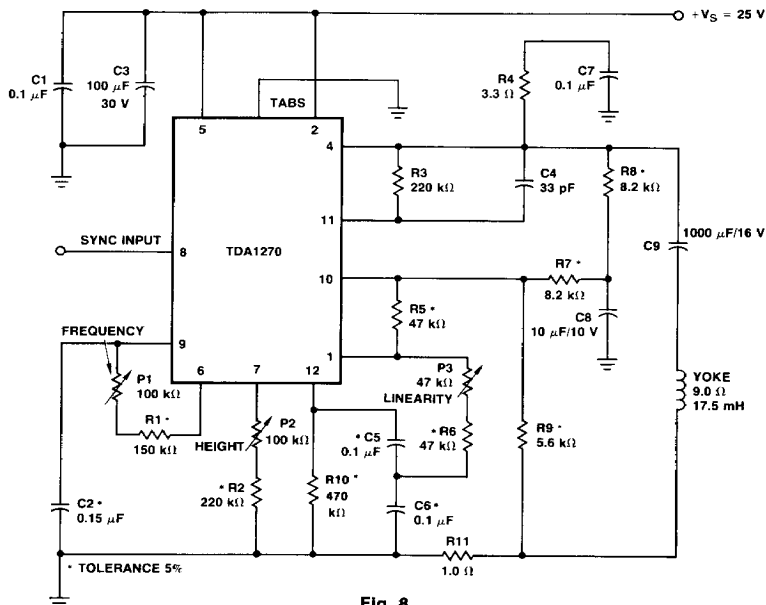 +VS = 25 V
C1
0.1 µF
C3
100 µF
30 V
TABS
R4
3.3 Ω
C7
0.1 µF
5
2
4
R3
220 kΩ
C4
33 pF
R8*
8.2 kΩ
11
1000 µF/16 V
C9
SYNC INPUT
8
TDA1270
10
R7*
8.2 kΩ
R5*
47 kΩ
C8
10 µF/10 V
FREQUENCY
9
1
P1
100 kΩ
6
7
12
P3
47 kΩ
LINEARITY
YOKE
9.0 Ω
17.5 mH
R1*
150 kΩ
HEIGHT
P2
100 kΩ
*C5
0.1 µF
*R6
47 kΩ
R9*
5.6 kΩ
*R2
220 kΩ
R10*
470
kΩ
C2*
0.15 µF
C6*
0.1 µF
R11
1.0 Ω
* TOLERANCE 5%
Fig. 8